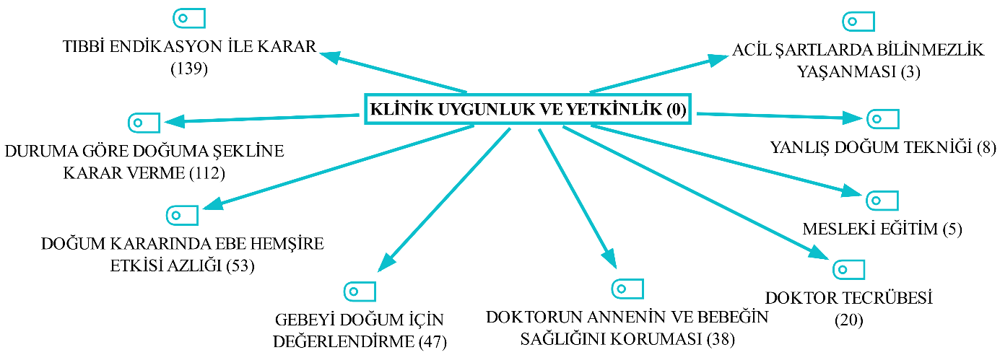 TIBBİ ENDİKASYON İLE KARAR
(139)
ACİL ŞARTLARDA BİLİNMEZLİK
YAŞANMASI (3)
KLİNİK UYGUNLUK VE YETKİNLİK (0)
DURUMA GÖRE DOĞUMA ŞEKLİNE
KARAR VERME (112)
YANLIŞ DOĞUM TEKNİĞİ (8)
DOĞUM KARARINDA EBE HEMŞİRE
ETKİSİ AZLIĞI (53)
MESLEKİ EĞİTİM (5)
GEBEYİ DOĞUM İÇİN
DEĞERLENDİRME (47)
DOKTORUN ANNENİN VE BEBEĞİN
SAĞLIĞINI KORUMASI (38)
DOKTOR TECRÜBESİ
(20)